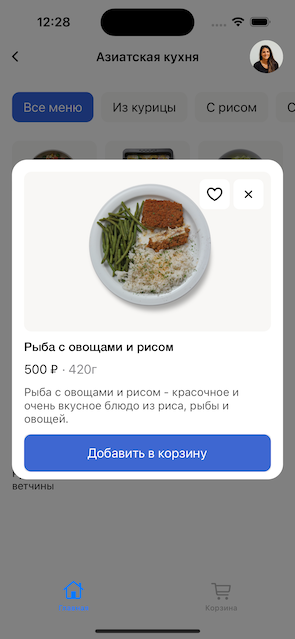 12:28
Азиатская кухня
Все меню
Из курицы
С рисом
Рыба с овощами и рисом
500 ₽ · 420г
Рыба с овощами и рисом - красочное и
очень вкусное блюдо из риса, рыбы и
овощей.
Добавить в корзину
ветчины
Главная
Корзина